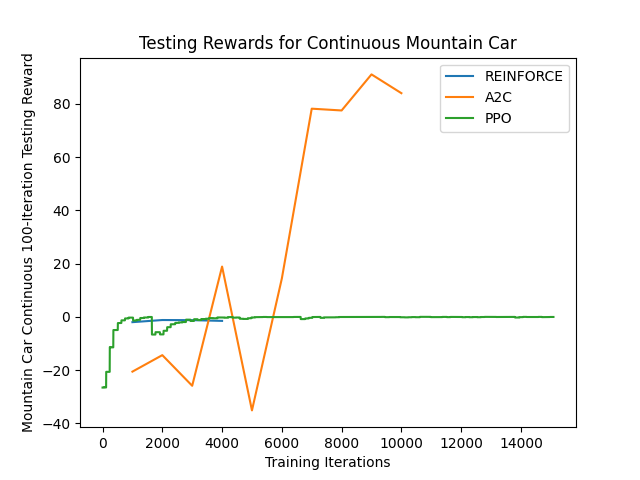 Testing Rewards for Continuous Mountain Car
Mountain Car Continuous 100-Iteration Testing Reward
80
60
40
20
0
−20
−40
REINFORCE
A2C
PPO
0 2000 4000 6000 8000 10000 12000 14000
Training Iterations